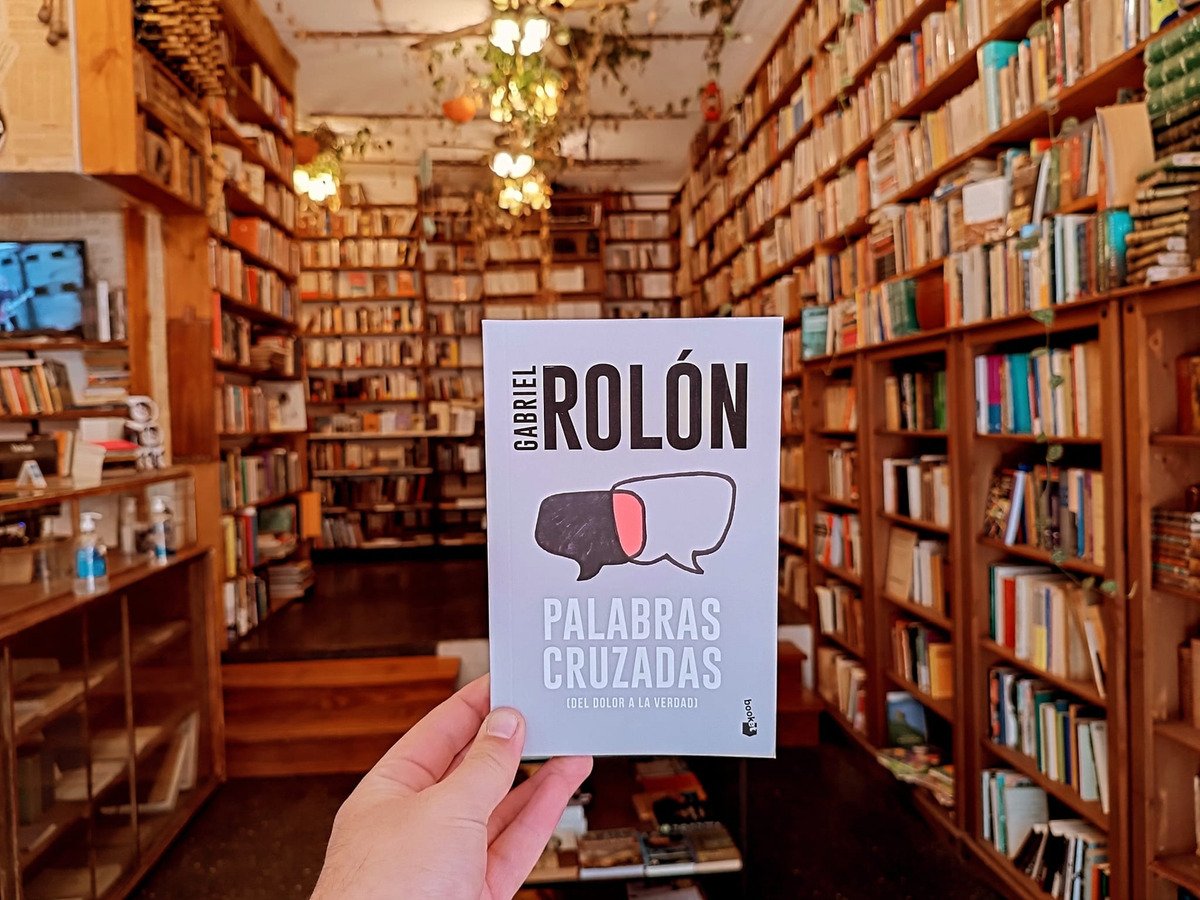 GABRIEL
ROLÓN
PALABRAS
CRUZADAS
(DEL DOLOR A LA VERDAD)
booket